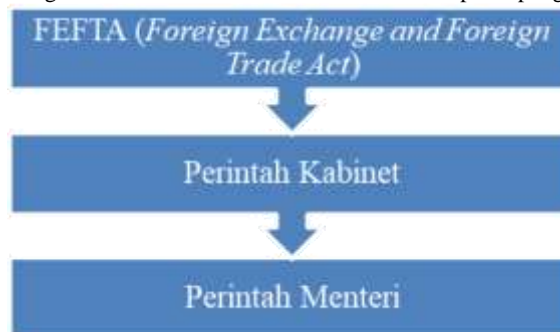 FEFTA (Foreign Exchange and Foreign
Trade Act)
Perintah Kabinet
Perintah Menteri